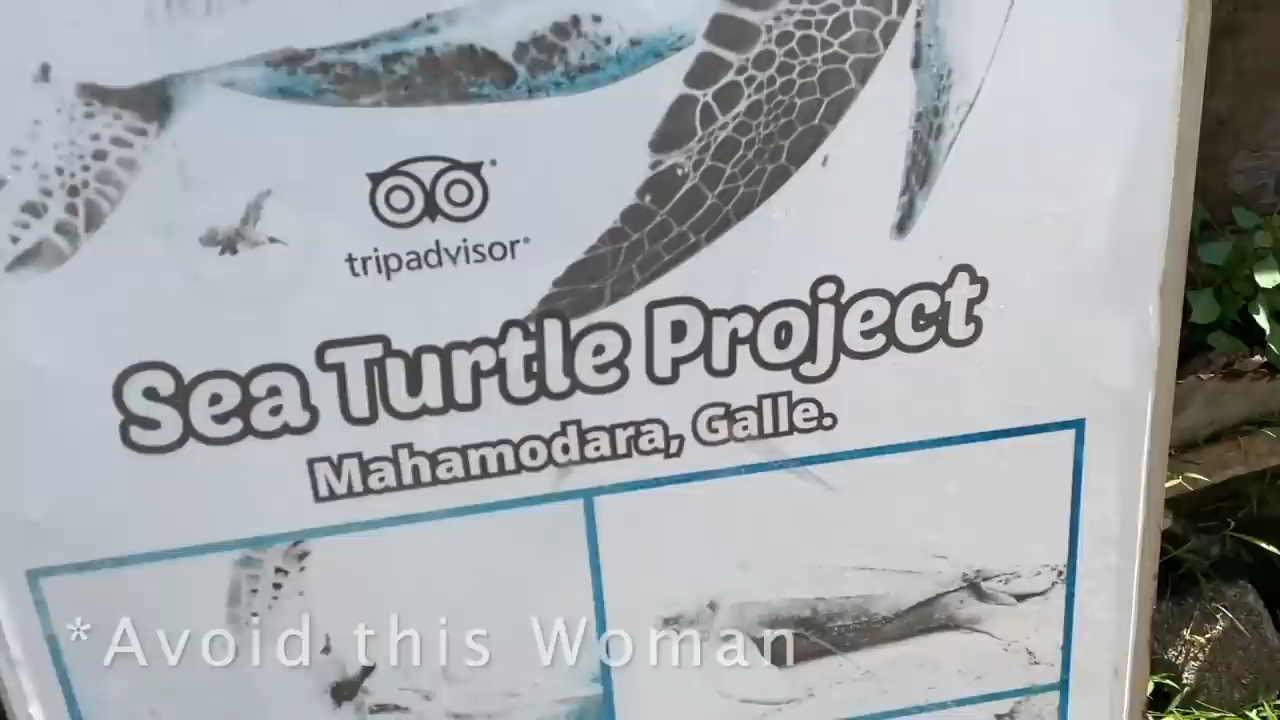 tripadvisor®
Sea Turtle Project
Mahamodara, Galle.
*Avoid this Woman